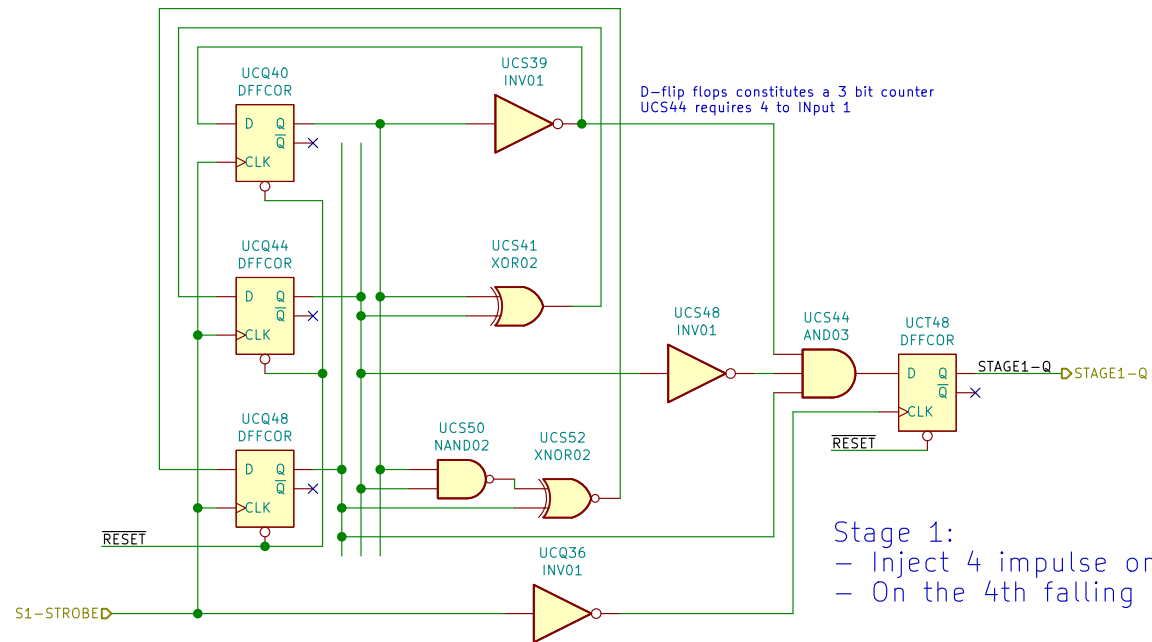 UCQ40
DFFCOR
D Q
Q
CLK
UCS39
INV01
D-flip flops constitutes a 3 bit counter
UCS44 requires 4 to INput 1
UCQ44
DFFCOR
D Q
Q
CLK
UCS41
XOR02
UCS48
INV01
UCS44
AND03
UCT48
DFFCOR
D Q
Q
CLK
STAGE1-Q
STAGE1-Q
RESET
UCQ48
DFFCOR
D Q
Q
CLK
UCS50
NAND02
UCS52
XNOR02
RESET
UCQ36
INV01
S1-STROBE
Stage 1:
- Inject 4 impulse or
- On the 4th falling